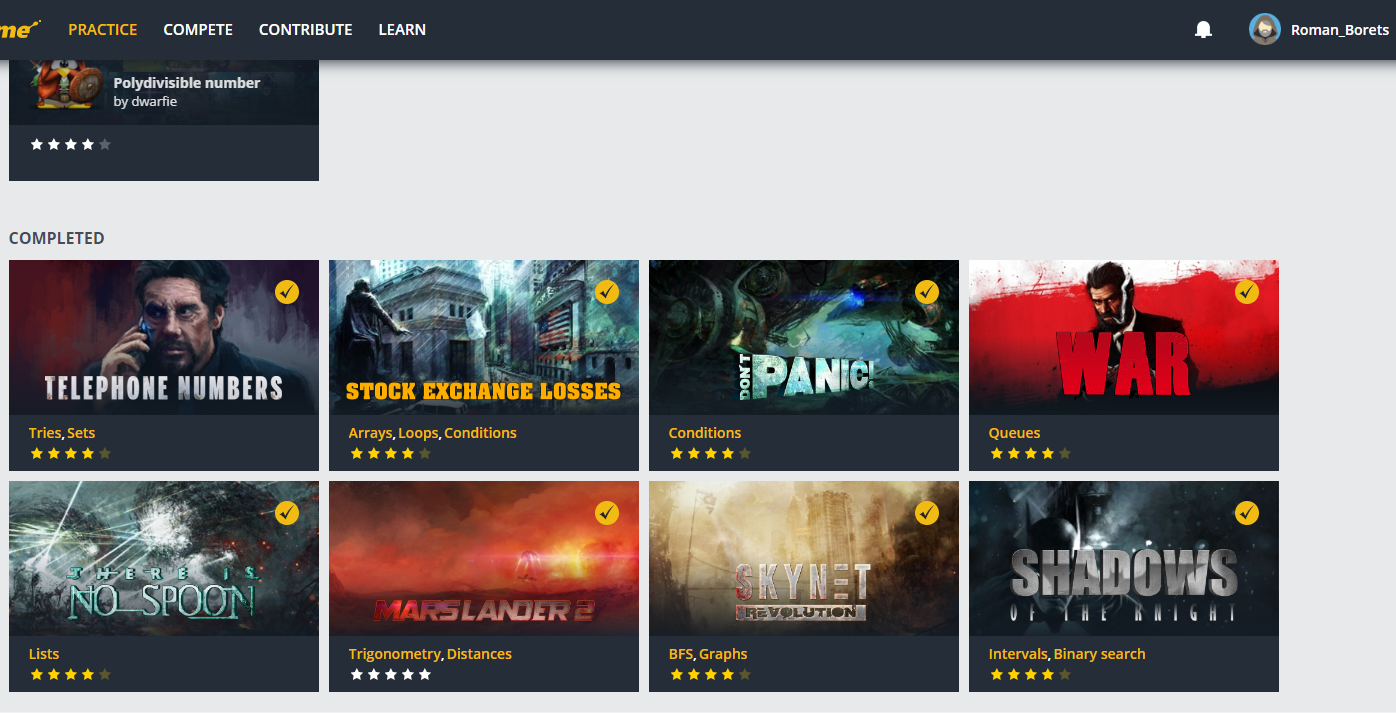 me
PRACTICE COMPETE CONTRIBUTE LEARN Roman_Borets
Polydivisible number
by dwarfie
COMPLETED
TELEPHONE NUMBERS
Tries, Sets
STOCK EXCHANGE LOSSES
Arrays, Loops, Conditions
DON'T PANIC!
Conditions
WAR
Queues
THERE IS
NO SPOON
Lists
MARS LANDER 2
Trigonometry, Distances
SKYNET
REVOLUTION
BFS, Graphs
SHADOWS
OF THE KNIGHT
Intervals, Binary search